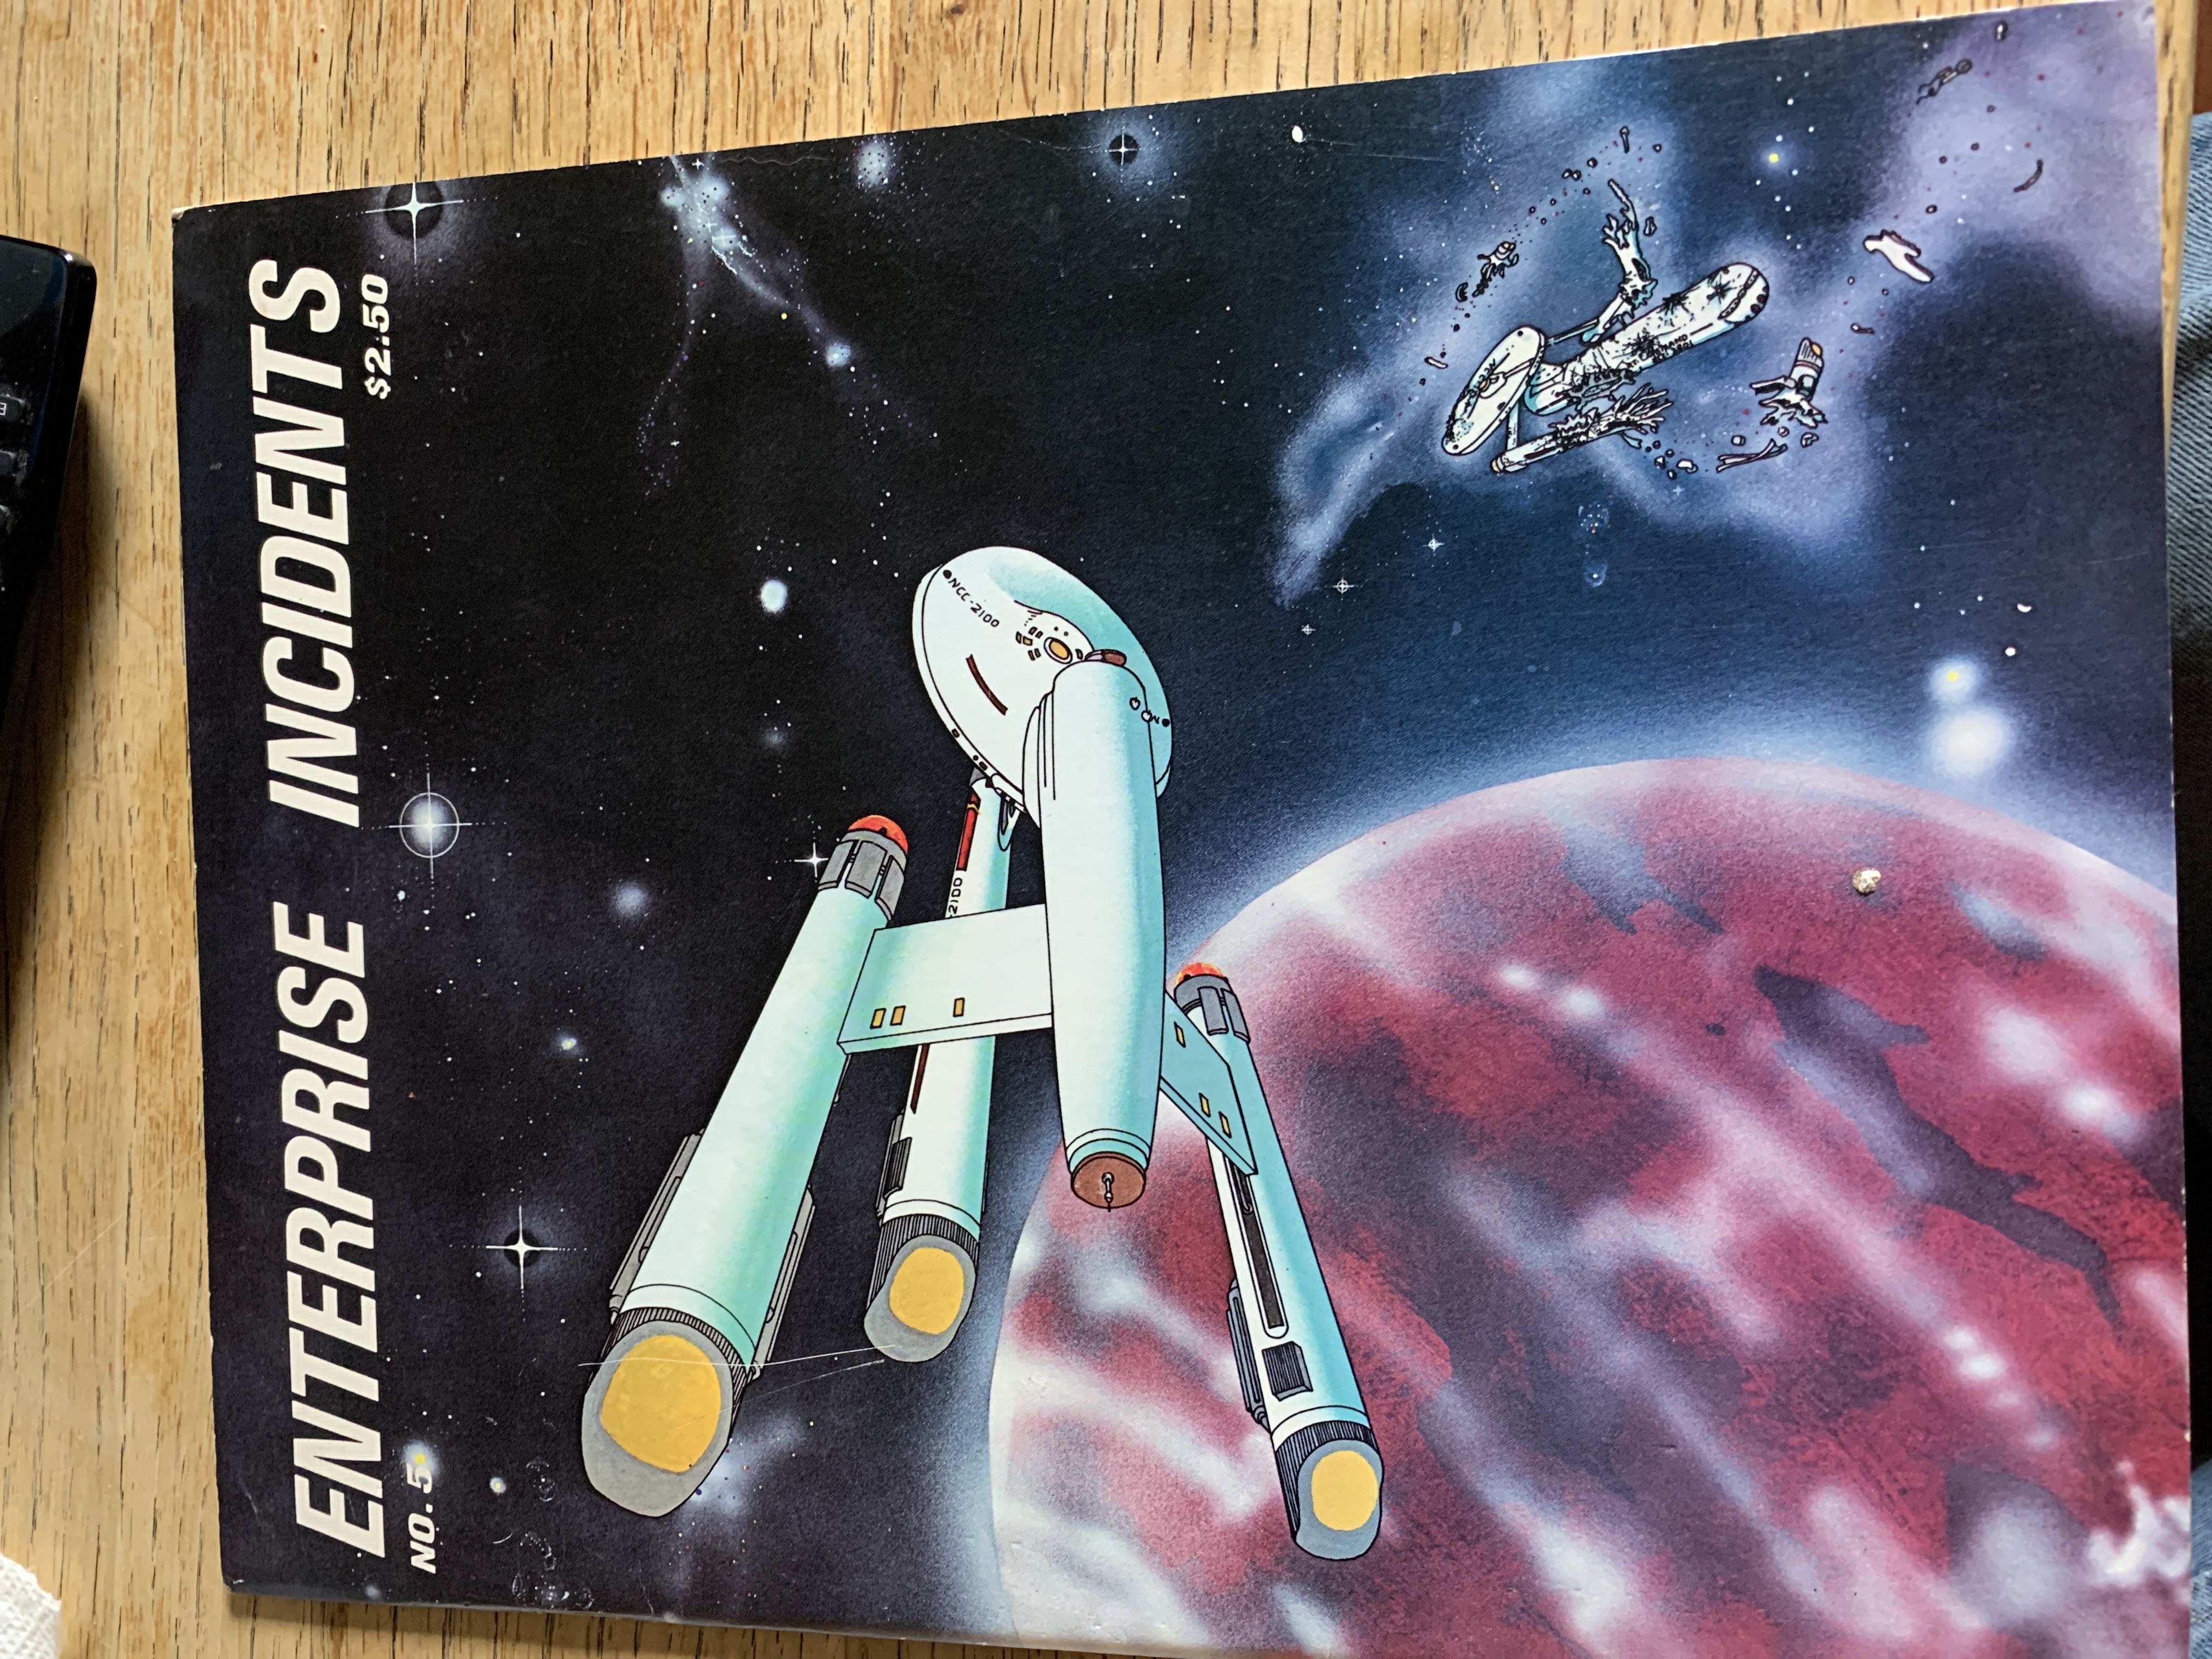 ENTERPRISE INCIDENTS
NO. 5
$2.50
NCC-2100
2100